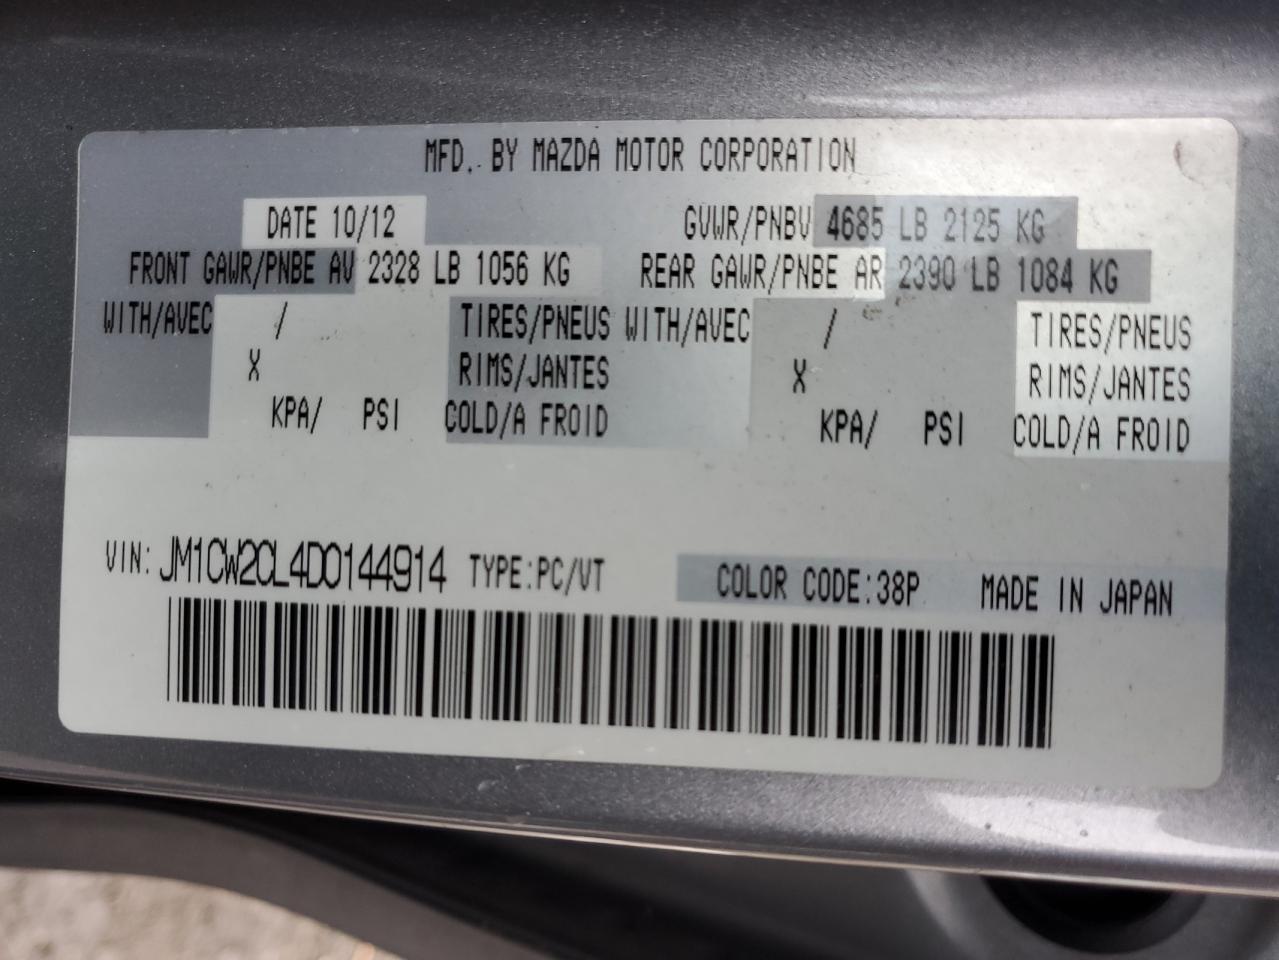 MFD. BY MAZDA MOTOR CORPORATION
DATE 10/12 GVWR/PNBV 4685 LB 2125 KG
FRONT GAWR/PNBE AV 2328 LB 1056 KG REAR GAWR/PNBE AR 2390 LB 1084 KG
WITH/AVEC / TIRES/PNEUS WITH/AVEC / TIRES/PNEUS
X RIMS/JANTES X RIMS/JANTES
KPA/ PSI COLD/A FROID KPA/ PSI COLD/A FROID
VIN: JM1CW2CL4D0144914 TYPE:PC/VT COLOR CODE:38P MADE IN JAPAN